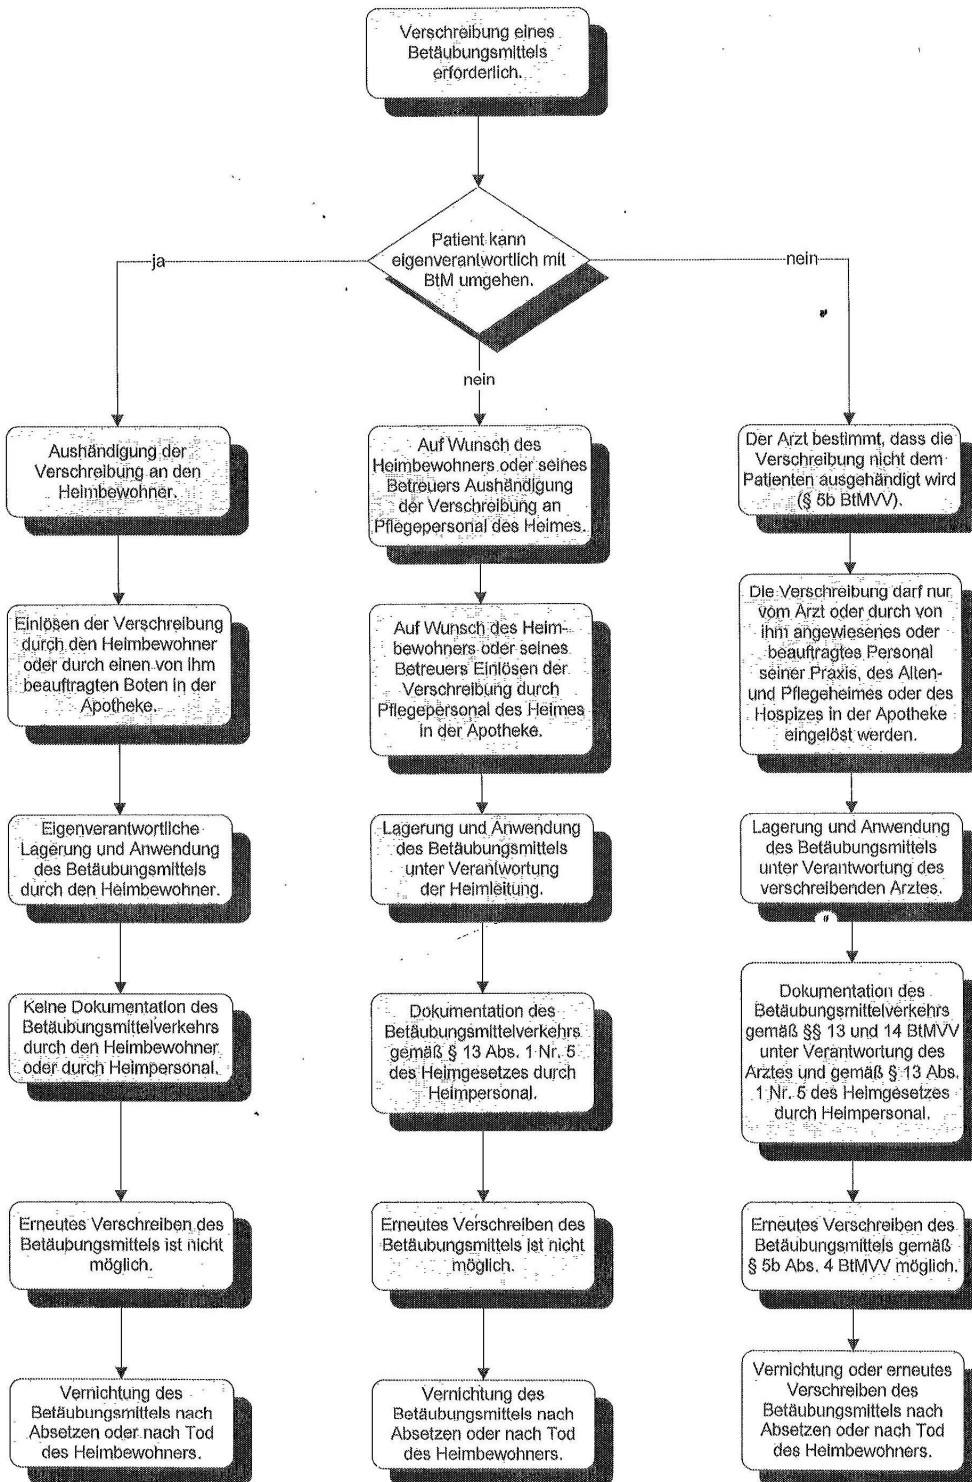 Verschreibung eines
Betäubungsmittels
erforderlich.
Patient kann
eigenverantwortlich mit
BtM umgehen.
ja
nein
nein
Aushändigung der
Verschreibung an den
Heimbewohner.
Einlösen der Verschreibung
durch den Heimbewohner
oder durch einen von ihm
beauftragten Boten in der
Apotheke.
Eigenverantwortliche
Lagerung und Anwendung
des Betäubungsmittels
durch den Heimbewohner.
Keine Dokumentation des
Betäubungsmittelverkehrs
durch den Heimbewohner
oder durch Heimpersonal.
Erneutes Verschreiben des
Betäubungsmittels ist nicht
möglich.
Vernichtung des
Betäubungsmittels nach
Absetzen oder nach Tod
des Heimbewohners.
Auf Wunsch des
Heimbewohners oder seines
Betreuers Aushändigung
der Verschreibung an
Pflegepersonal des Heimes.
Auf Wunsch des Heim-
bewohners oder seines
Betreuers Einlösen der
Verschreibung durch
Pflegepersonal des Heimes
in der Apotheke.
Lagerung und Anwendung
des Betäubungsmittels
unter Verantwortung
der Heimleitung.
Dokumentation des
Betäubungsmittelverkehrs
gemäß § 13 Abs. 1 Nr. 5
des Heimgesetzes durch
Heimpersonal.
Erneutes Verschreiben des
Betäubungsmittels ist nicht
möglich.
Vernichtung des
Betäubungsmittels nach
Absetzen oder nach Tod
des Heimbewohners.
Der Arzt bestimmt, dass die
Verschreibung nicht dem
Patienten ausgehändigt wird
(§ 5b BtMVV).
Die Verschreibung darf nur
vom Arzt oder durch von
ihm angewiesenes oder
beauftragtes Personal
seiner Praxis, des Alten-
und Pflegeheimes oder des
Hospizes in der Apotheke
eingelöst werden.
Lagerung und Anwendung
des Betäubungsmittels
unter Verantwortung des
verschreibenden Arztes.
Dokumentation des
Betäubungsmittelverkehrs
gemäß §§ 13 und 14 BtMVV
unter Verantwortung des
Arztes und gemäß § 13 Abs.
1 Nr. 5 des Heimgesetzes
durch Heimpersonal.
Erneutes Verschreiben des
Betäubungsmittels gemäß
§ 5b Abs. 4 BtMVV möglich.
Vernichtung oder erneutes
Verschreiben des
Betäubungsmittels nach
Absetzen oder nach Tod
des Heimbewohners.